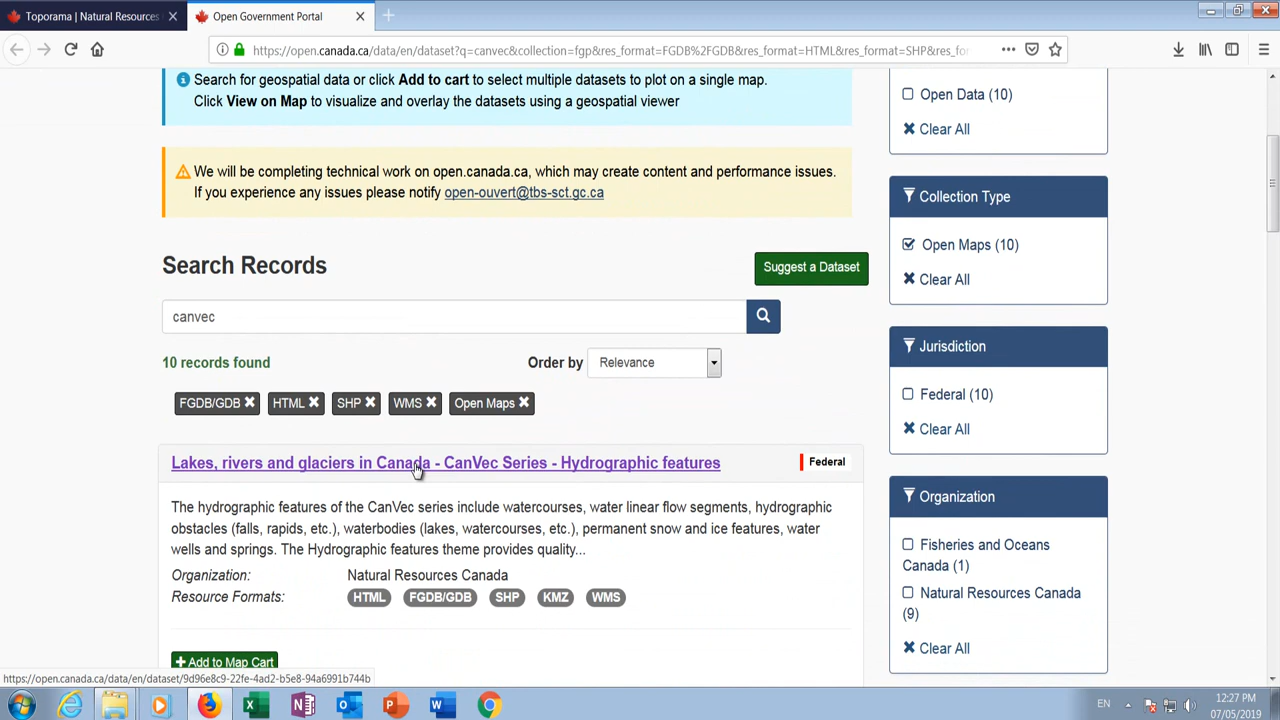 Toporama | Natural Resources
Open Government Portal
https://open.canada.ca/data/en/dataset?q=canvec&collection=fgp&res_format=FGDB%2FGDB&res_format=HTML&res_format=SHP&res_fo
Search for geospatial data or click Add to cart to select multiple datasets to plot on a single map.
Click View on Map to visualize and overlay the datasets using a geospatial viewer
We will be completing technical work on open.canada.ca, which may create content and performance issues.
If you experience any issues please notify open-ouvert@tbs-sct.gc.ca
Search Records
Suggest a Dataset
canvec
10 records found
Order by Relevance
FGDB/GDB HTML SHP WMS Open Maps
Lakes, rivers and glaciers in Canada - CanVec Series - Hydrographic features
Federal
The hydrographic features of the CanVec series include watercourses, water linear flow segments, hydrographic
obstacles (falls, rapids, etc.), waterbodies (lakes, watercourses, etc.), permanent snow and ice features, water
wells and springs. The Hydrographic features theme provides quality...
Organization: Natural Resources Canada
Resource Formats: HTML FGDB/GDB SHP KMZ WMS
Add to Map Cart
Open Data (10)
Clear All
Collection Type
Open Maps (10)
Clear All
Jurisdiction
Federal (10)
Clear All
Organization
Fisheries and Oceans
Canada (1)
Natural Resources Canada
(9)
Clear All
https://open.canada.ca/data/en/dataset/9d96e8c9-22fe-4ad2-b5e8-94a6991b744b
EN
12:27 PM
07/05/2019